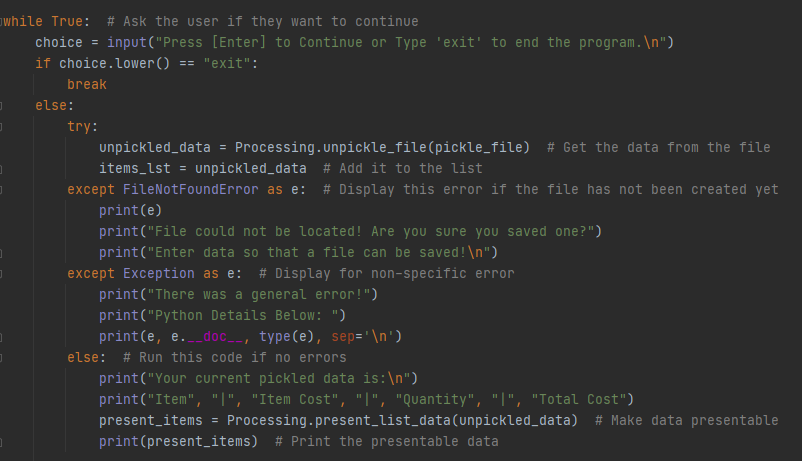 while True:  # Ask the user if they want to continue
    choice = input("Press [Enter] to Continue or Type 'exit' to end the program.\n")
    if choice.lower() == "exit":
        break
    else:
        try:
            unpickled_data = Processing.unpickle_file(pickle_file)  # Get the data from the file
            items_lst = unpickled_data  # Add it to the list
        except FileNotFoundError as e:  # Display this error if the file has not been created yet
            print(e)
            print("File could not be located! Are you sure you saved one?")
            print("Enter data so that a file can be saved!\n")
        except Exception as e:  # Display for non-specific error
            print("There was a general error!")
            print("Python Details Below: ")
            print(e, e.__doc__, type(e), sep='\n')
        else:  # Run this code if no errors
            print("Your current pickled data is:\n")
            print("Item", "|", "Item Cost", "|", "Quantity", "|", "Total Cost")
            present_items = Processing.present_list_data(unpickled_data)  # Make data presentable
            print(present_items)  # Print the presentable data